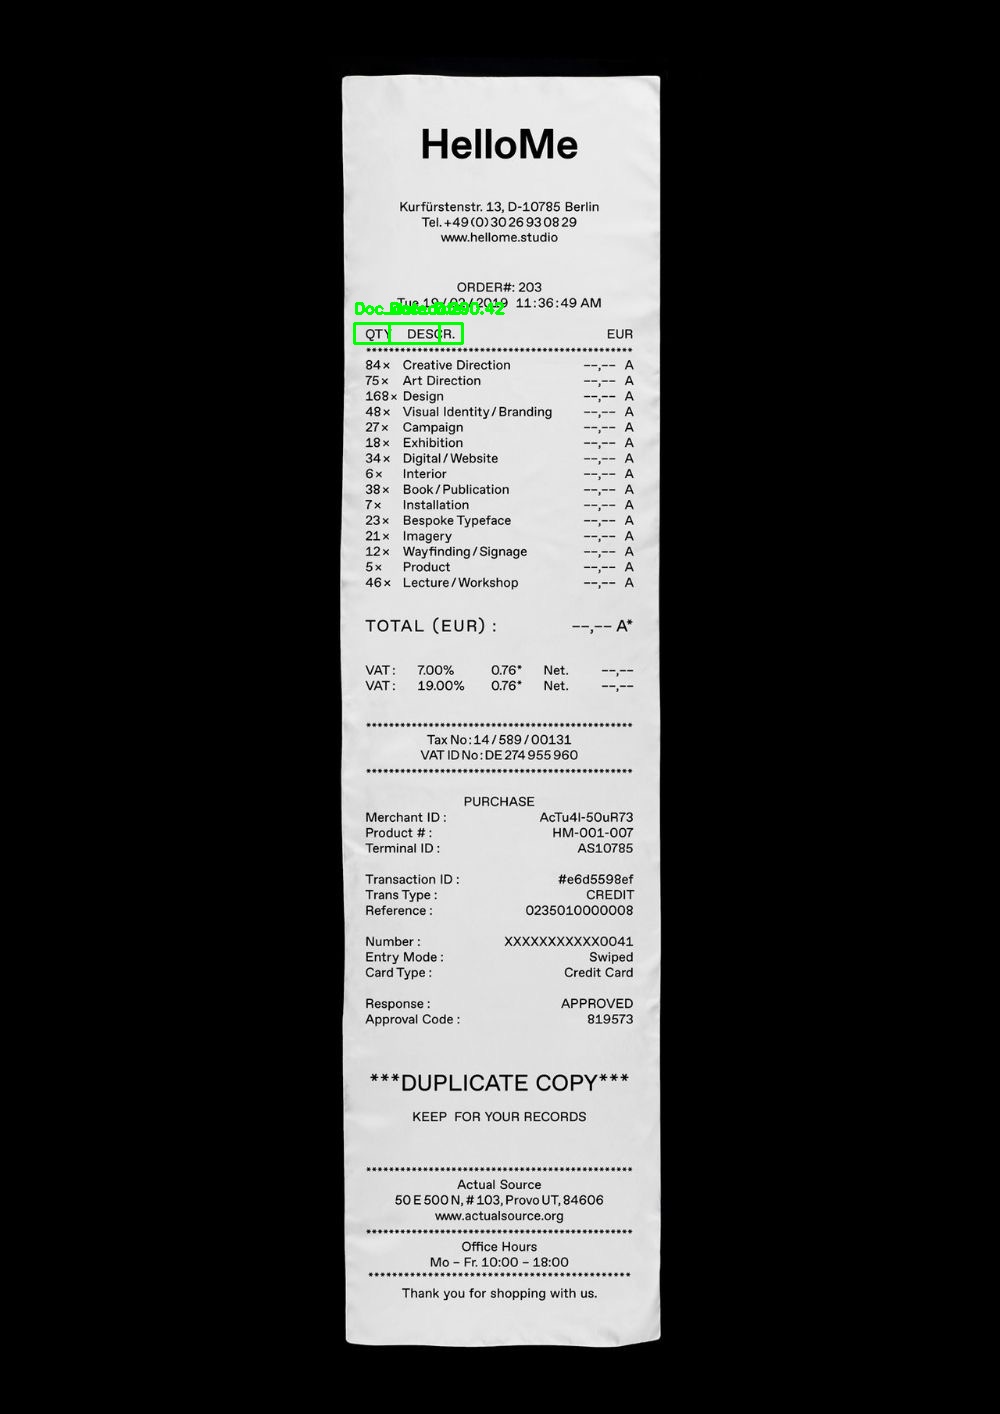 HelloMe
Kurfürstenstr. 13, D-10785 Berlin
Tel.+49(0)30 26 93 08 29
www.hellome.studio
ORDER#: 203
Tue 19/02/2019 11:36:49 AM
QTY DESCR. EUR
*************************************************
84× Creative Direction --,-- A
75× Art Direction --,-- A
168× Design --,-- A
48× Visual Identity/Branding --,-- A
27× Campaign --,-- A
18× Exhibition --,-- A
34× Digital/Website --,-- A
6× Interior --,-- A
38× Book/Publication --,-- A
7× Installation --,-- A
23× Bespoke Typeface --,-- A
21× Imagery --,-- A
12× Wayfinding/Signage --,-- A
5× Product --,-- A
46× Lecture/Workshop --,-- A
TOTAL (EUR) : --,-- A*
VAT: 7.00% 0.76* Net. --,--
VAT: 19.00% 0.76* Net. --,--
*************************************************
Tax No:14/589/00131
VAT ID No:DE 274 955 960
*************************************************
PURCHASE
Merchant ID : AcTu4l-50uR73
Product # : HM-001-007
Terminal ID : AS10785
Transaction ID : #e6d5598ef
Trans Type : CREDIT
Reference : 0235010000008
Number : XXXXXXXXXXX0041
Entry Mode : Swiped
Card Type : Credit Card
Response : APPROVED
Approval Code : 819573
***DUPLICATE COPY***
KEEP FOR YOUR RECORDS
*************************************************
Actual Source
50 E 500 N, # 103, Provo UT, 84606
www.actualsource.org
*************************************************
Office Hours
Mo – Fr. 10:00 – 18:00
*************************************************
Thank you for shopping with us.